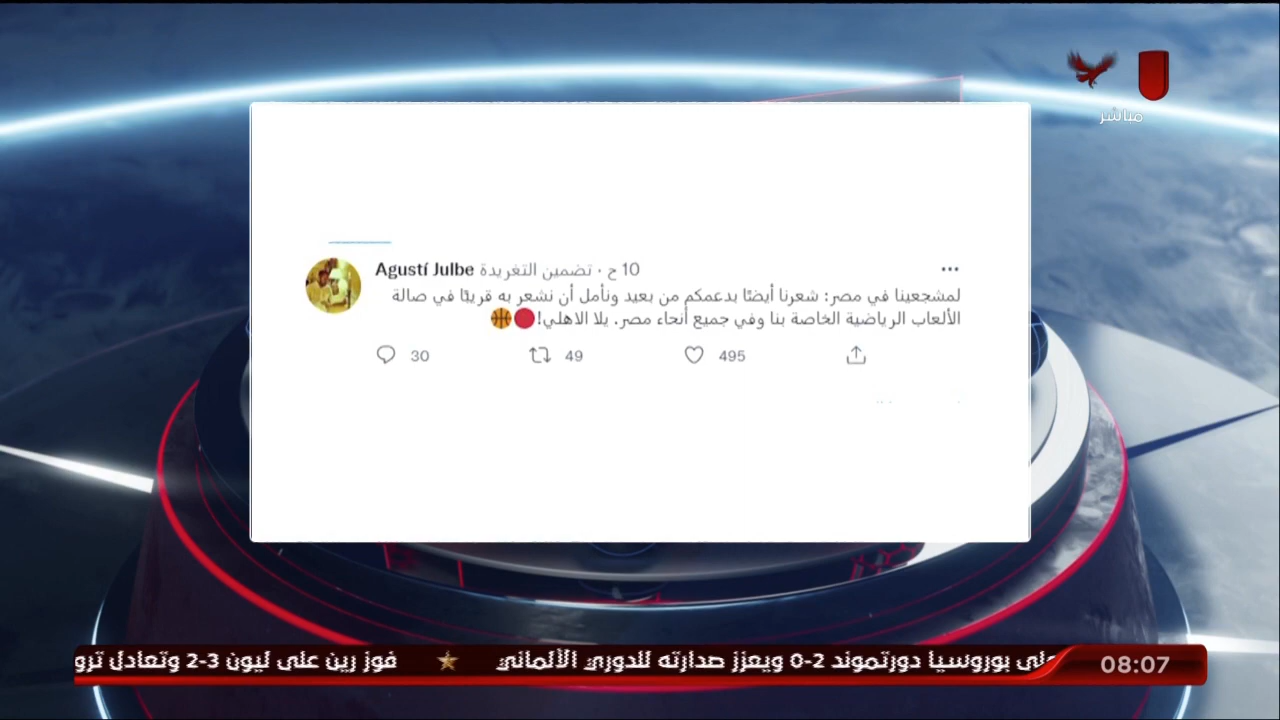 مباشر
Agustí Julbe تضمين التغريدة · 10 ح
لمشجعينا في مصر: شعرنا أيضًا بدعمكم من بعيد ونأمل أن نشعر به قريبًا في صالة
الألعاب الرياضية الخاصة بنا وفي جميع أنحاء مصر. يلا الاهلي!🔴🏀
30 49 495
بوروسيا دورتموند 2-0 ويعزز صدارته للدوري الألماني ★ فوز رين على ليون 3-2 وتعادل
08:07